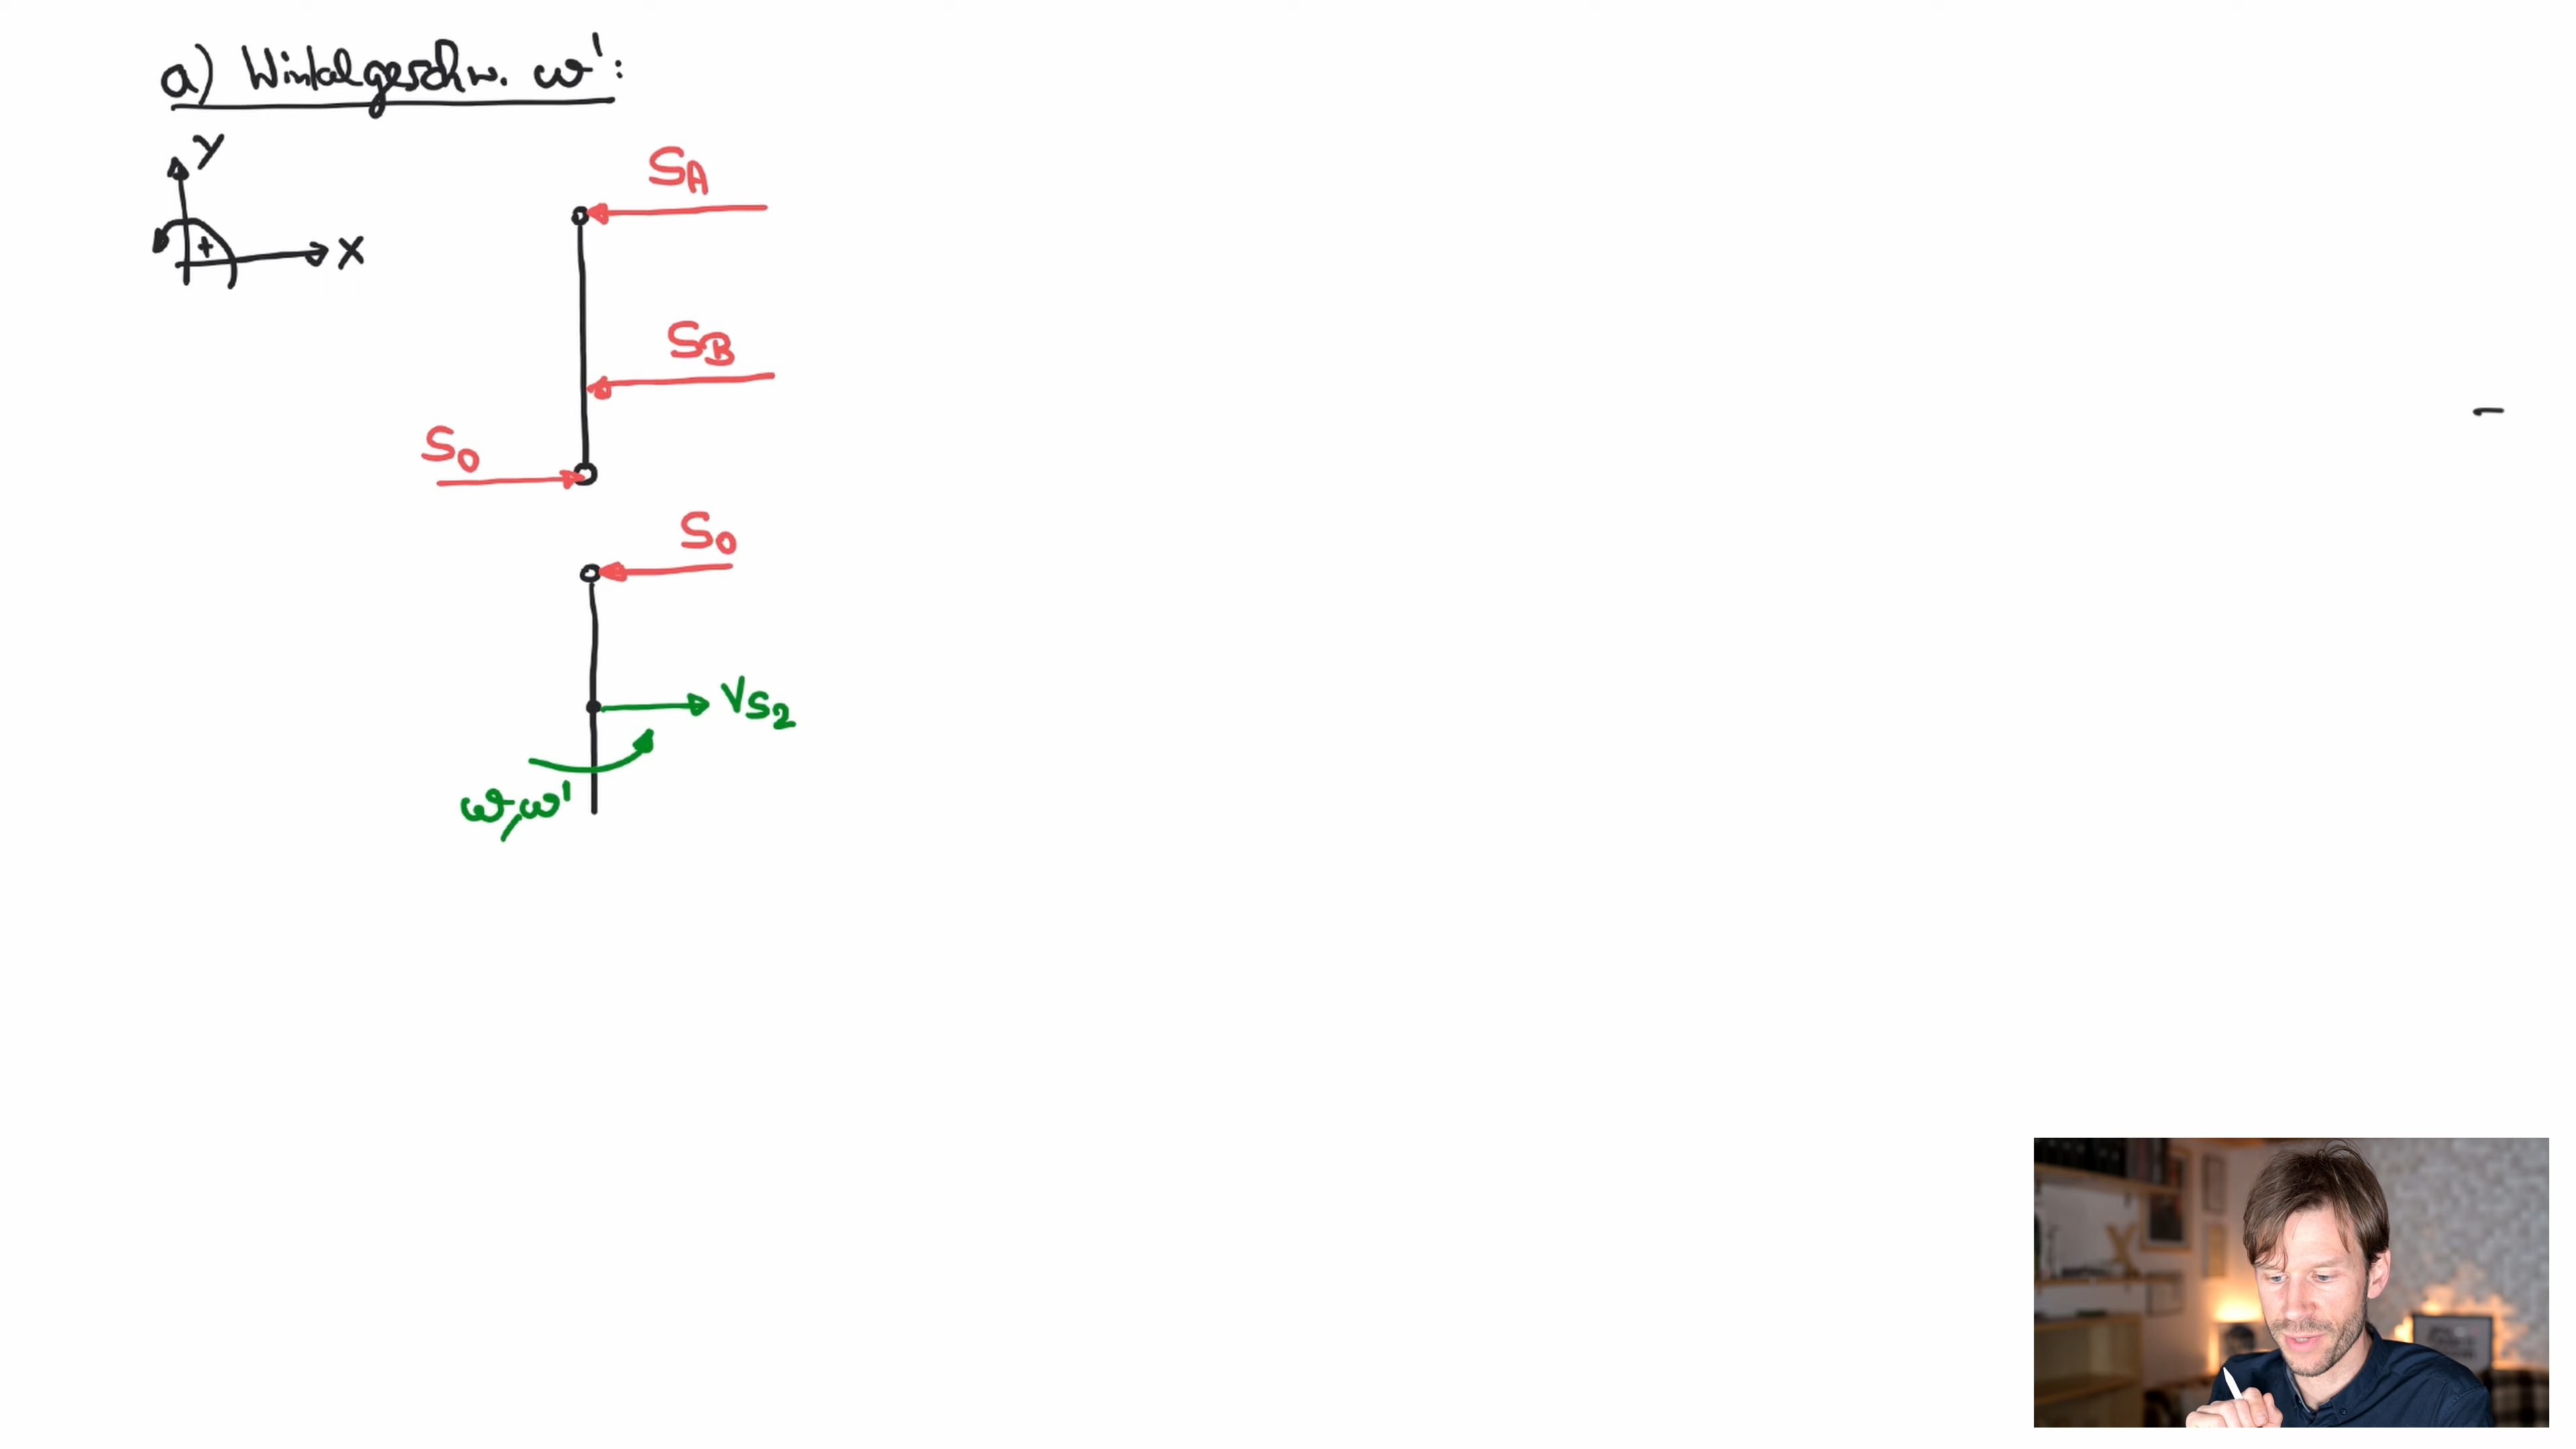 a) Winkelgeschw. ω':
y
+
x
S_A
S_B
S_0
S_0
v_S2
ω, ω'